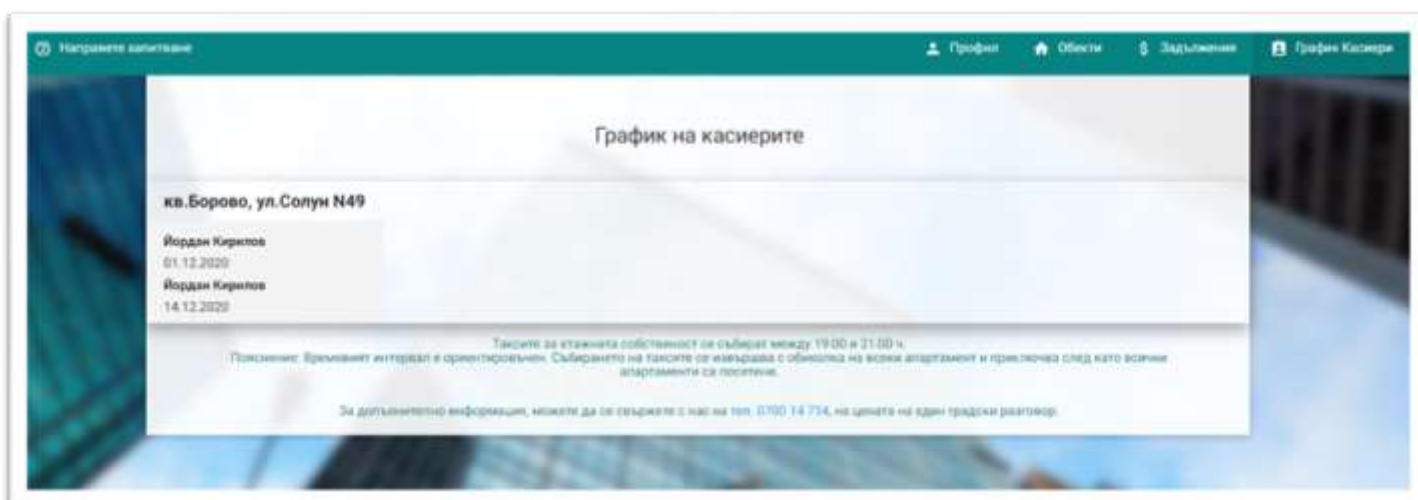 Направете запитване
Профил
Обекти
Задължения
График Касиери
График на касиерите
кв.Борово, ул.Солун N49
Йордан Кирилов
01.12.2020
Йордан Кирилов
14.12.2020
Таксите за етажната собственост се събират между 19:00 и 21:00 ч.
Пояснение: Времевият интервал е ориентировъчен. Събирането на таксите се извършва с обиколка на всеки апартамент и приключва след като всички
апартаменти са посетени.
За допълнително информация, можете да се свържете с нас на тел. 0700 14 714, на цената на един градски разговор.